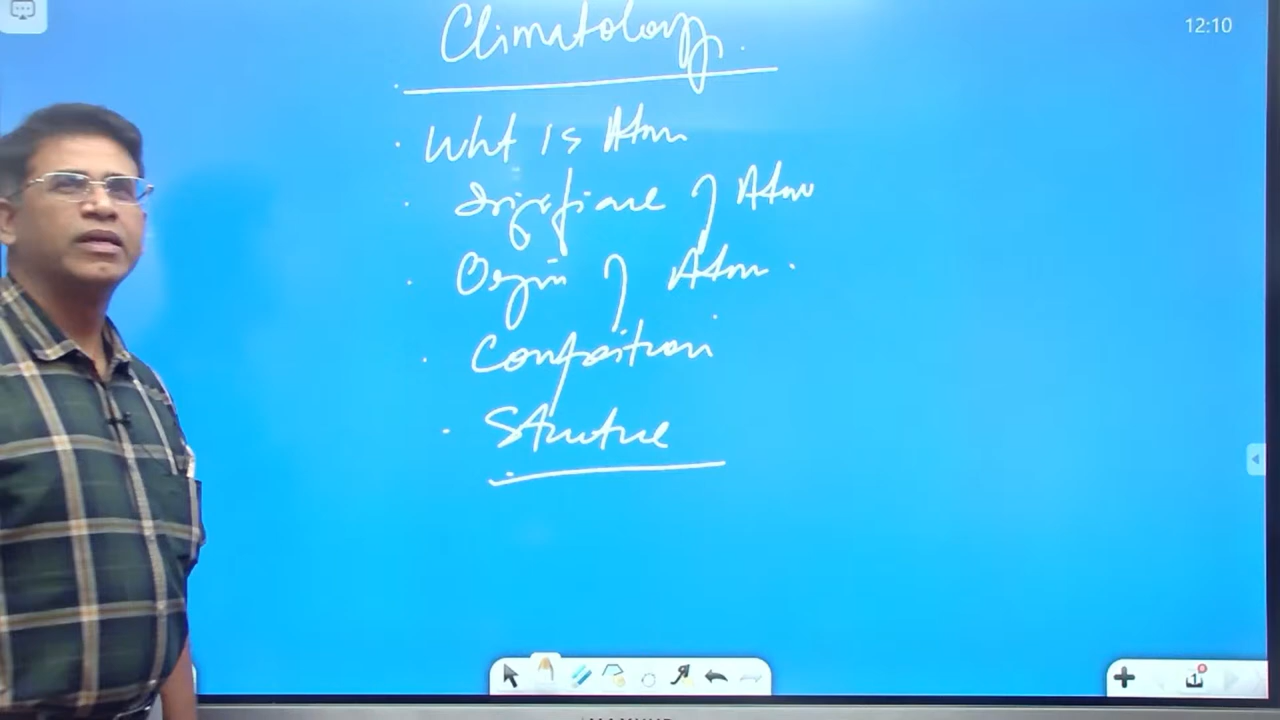 Climatology.
12:10
· What is Atm
· Significance of Atm
· Origin of Atm.
· Composition
· Structure